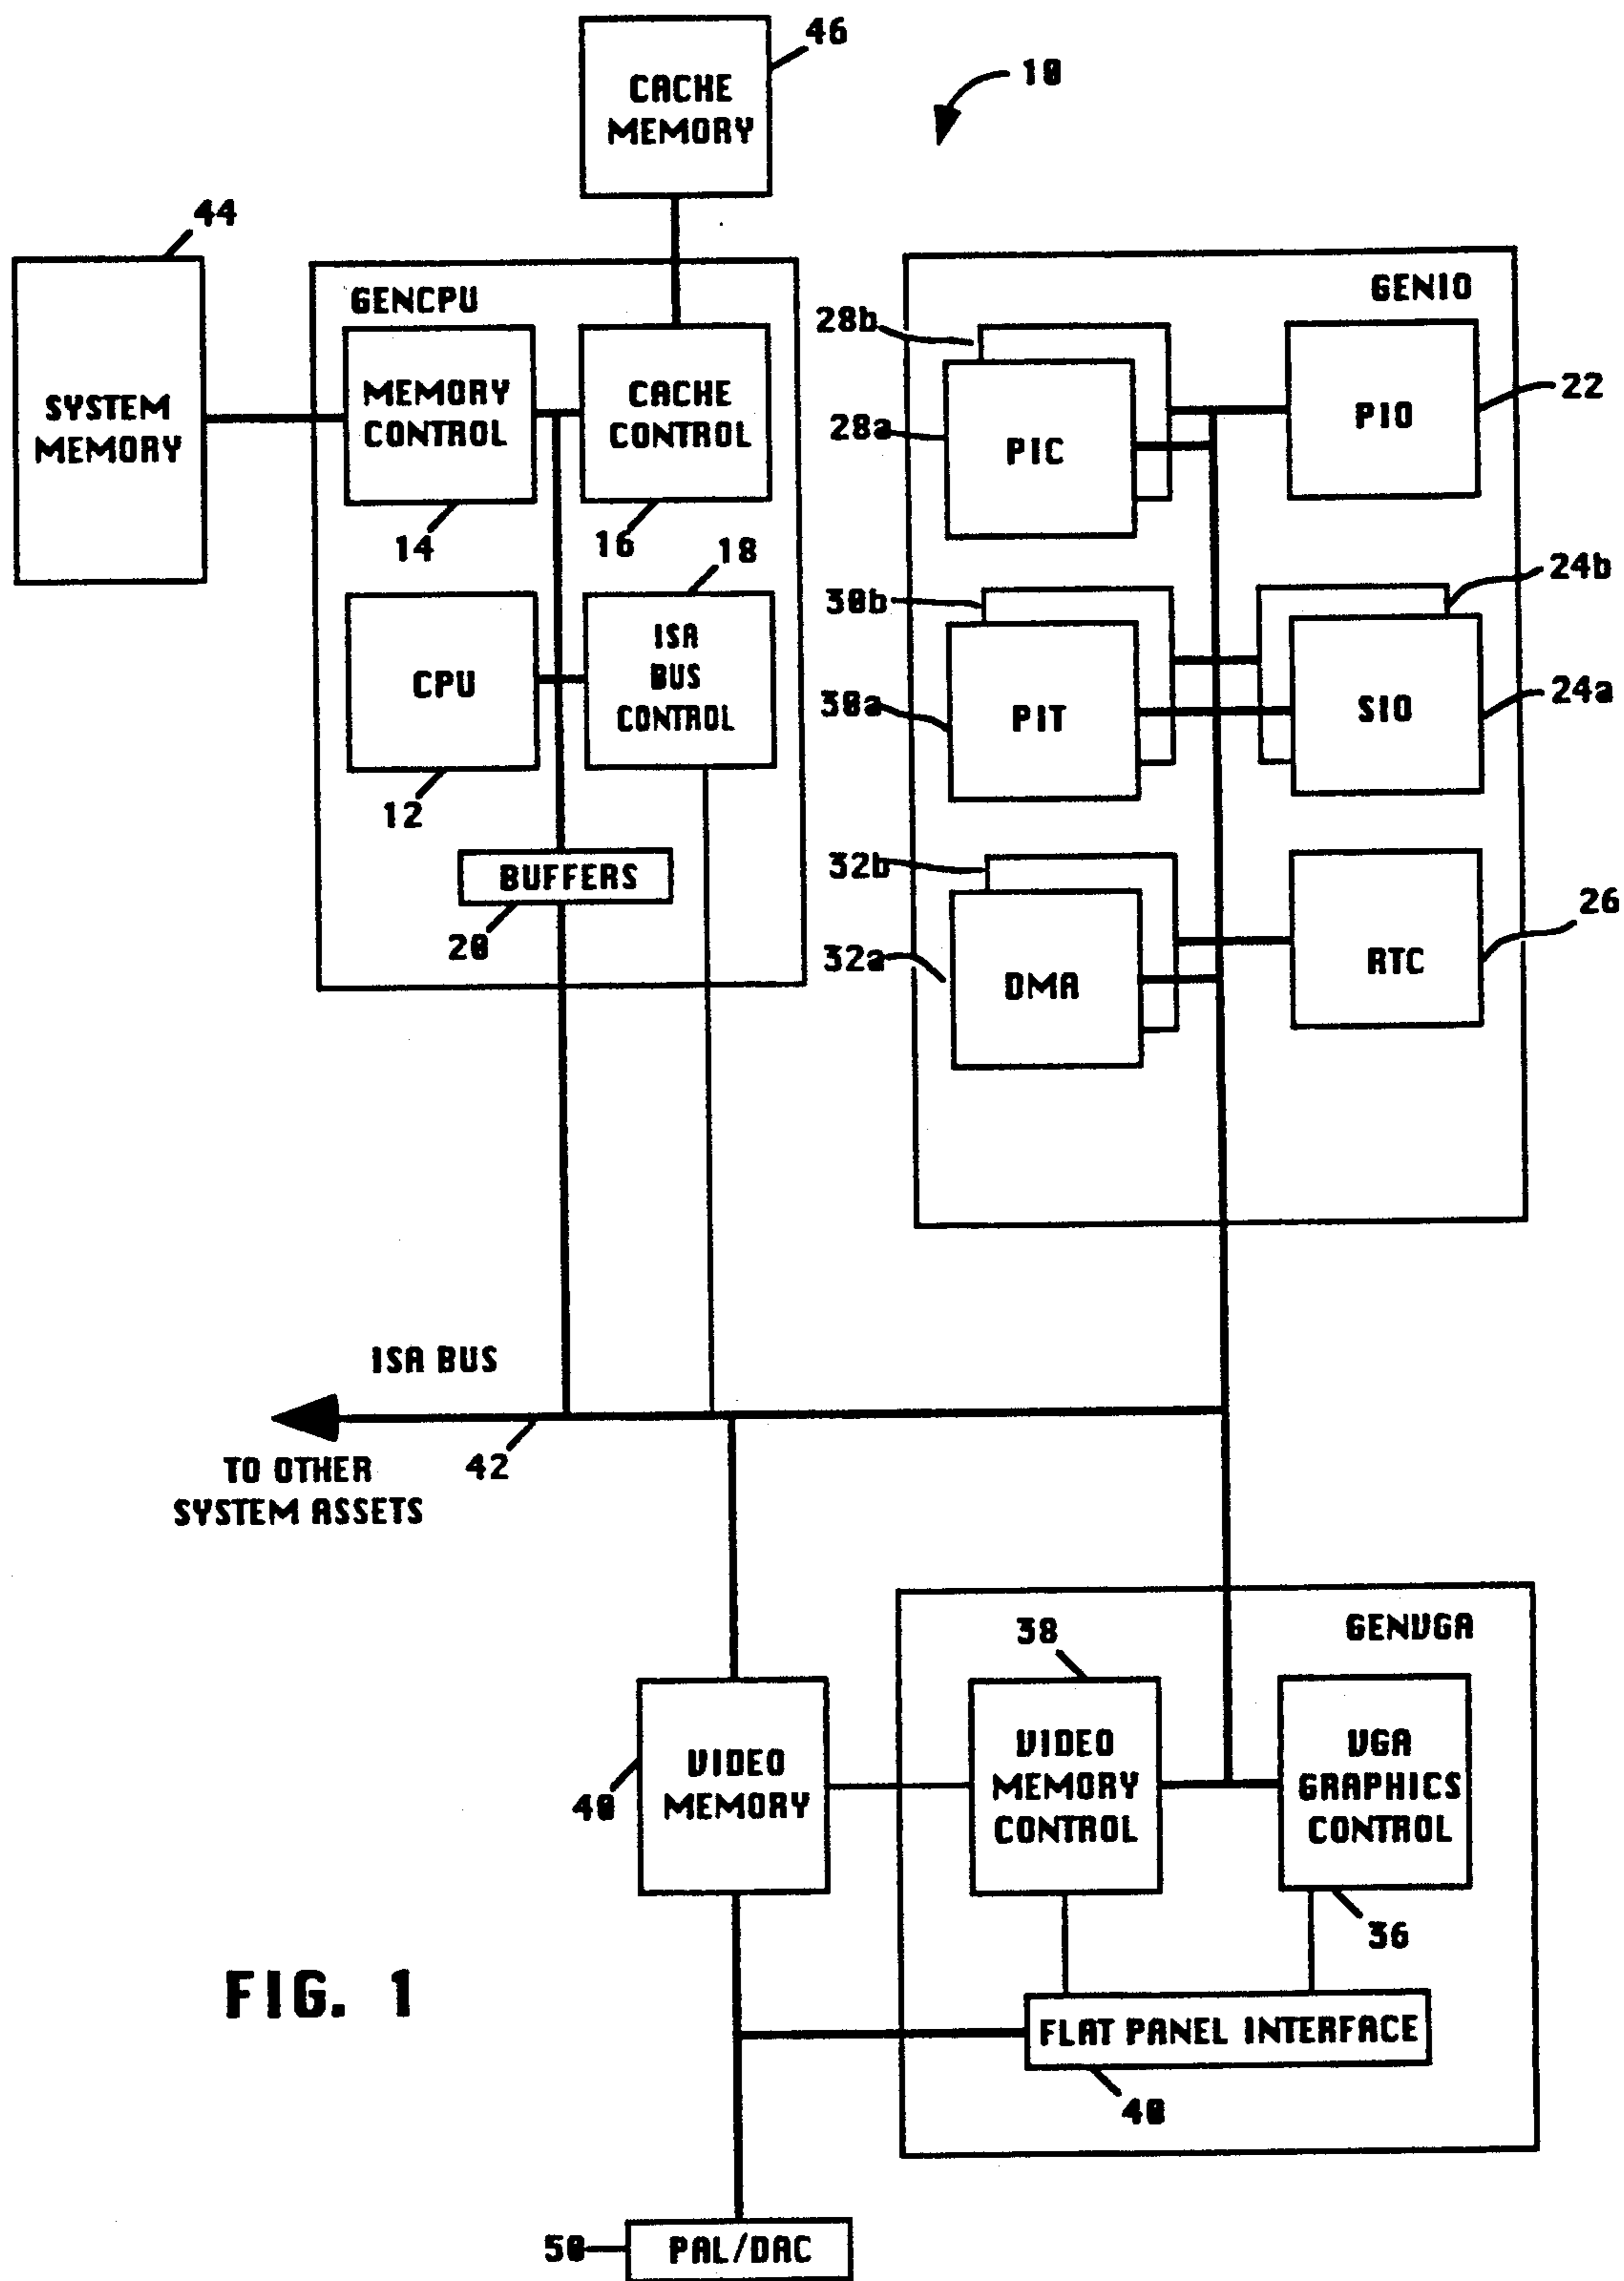 46
CACHE
MEMORY
10
44
SYSTEM
MEMORY
GENCPU
MEMORY
CONTROL
14
CACHE
CONTROL
16
18
CPU
12
ISA
BUS
CONTROL
BUFFERS
20
GENIO
28b
28a
PIC
PIO
22
30b
30a
PIT
24b
SIO
24a
32b
32a
DMA
RTC
26
ISA BUS
42
TO OTHER
SYSTEM ASSETS
GENVGA
38
VIDEO
MEMORY
40
VIDEO
MEMORY
CONTROL
VGA
GRAPHICS
CONTROL
36
FLAT PANEL INTERFACE
40
FIG. 1
50
PAL/DAC